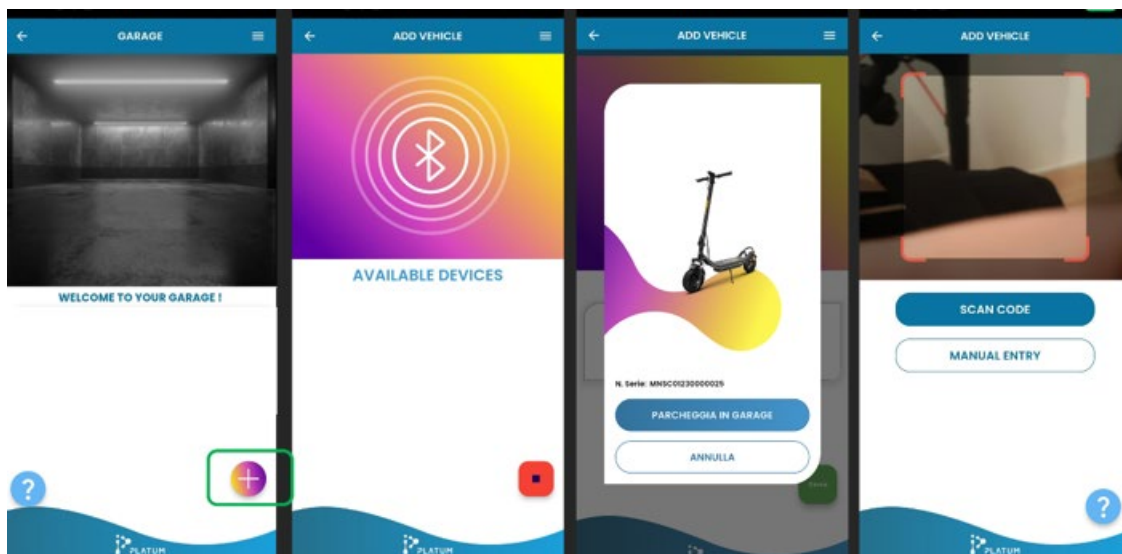 GARAGE
WELCOME TO YOUR GARAGE !
?
PLATUM
ADD VEHICLE
AVAILABLE DEVICES
PLATUM
ADD VEHICLE
N. Serie: MNSC01230000025
PARCHEGGIA IN GARAGE
ANNULLA
ADD VEHICLE
SCAN CODE
MANUAL ENTRY
?
PLATUM